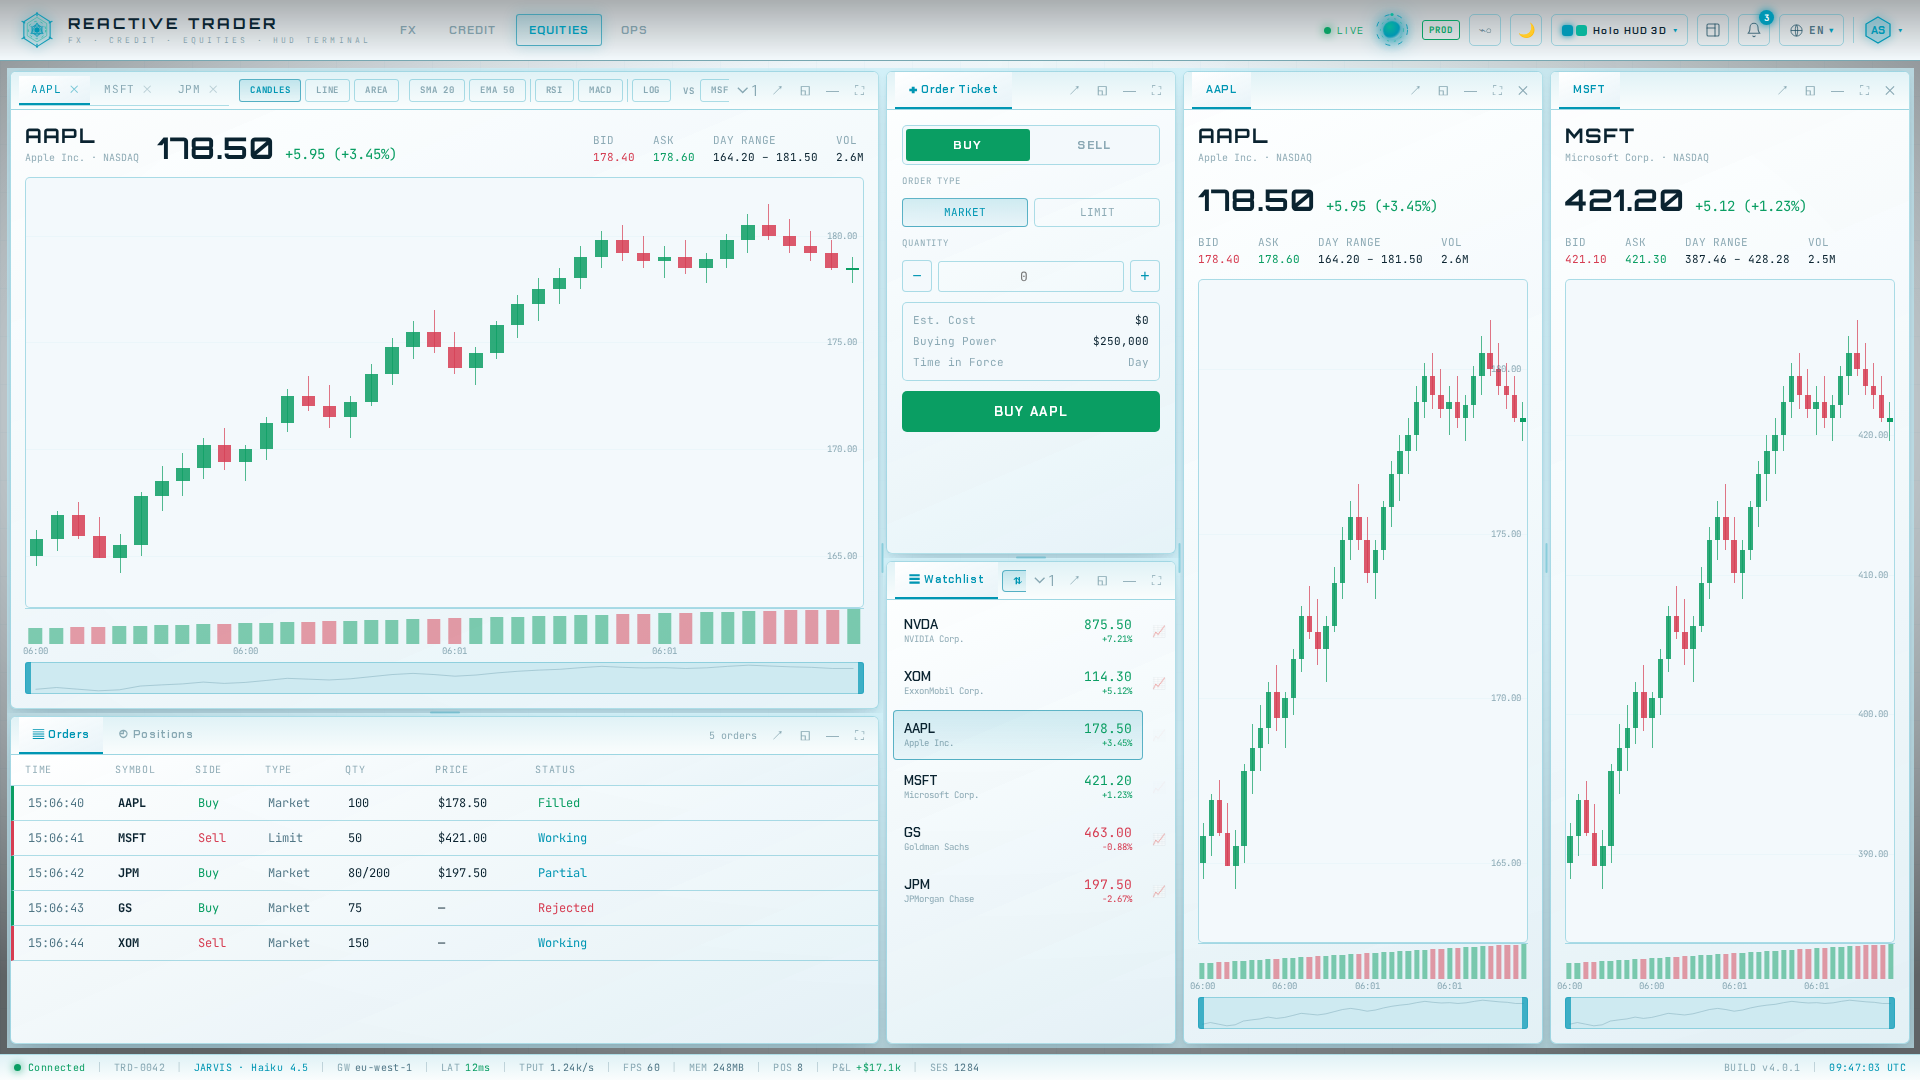 REACTIVE TRADER
FX · CREDIT · EQUITIES · HUD TERMINAL
FX CREDIT EQUITIES OPS
LIVE PROD Holo HUD 3D 3 EN AS
AAPL MSFT JPM CANDLES LINE AREA SMA 20 EMA 50 RSI MACD LOG VS MSF 1
AAPL
Apple Inc. · NASDAQ
178.50 +5.95 (+3.45%)
BID ASK DAY RANGE VOL
178.40 178.60 164.20 – 181.50 2.6M
180.00
175.00
170.00
165.00
06:00 06:00 06:01 06:01
Orders Positions 5 orders
TIME SYMBOL SIDE TYPE QTY PRICE STATUS
15:06:40 AAPL Buy Market 100 $178.50 Filled
15:06:41 MSFT Sell Limit 50 $421.00 Working
15:06:42 JPM Buy Market 80/200 $197.50 Partial
15:06:43 GS Buy Market 75 — Rejected
15:06:44 XOM Sell Market 150 — Working
Order Ticket
BUY SELL
ORDER TYPE
MARKET LIMIT
QUANTITY
− 0 +
Est. Cost $0
Buying Power $250,000
Time in Force Day
BUY AAPL
Watchlist 1
NVDA 875.50
NVIDIA Corp. +7.21%
XOM 114.30
ExxonMobil Corp. +5.12%
AAPL 178.50
Apple Inc. +3.45%
MSFT 421.20
Microsoft Corp. +1.23%
GS 463.00
Goldman Sachs -0.88%
JPM 197.50
JPMorgan Chase -2.67%
AAPL
AAPL
Apple Inc. · NASDAQ
178.50 +5.95 (+3.45%)
BID ASK DAY RANGE VOL
178.40 178.60 164.20 – 181.50 2.6M
180.00
175.00
170.00
165.00
06:00 06:00 06:01 06:01
MSFT
MSFT
Microsoft Corp. · NASDAQ
421.20 +5.12 (+1.23%)
BID ASK DAY RANGE VOL
421.10 421.30 387.46 – 428.28 2.5M
420.00
410.00
400.00
390.00
06:00 06:00 06:01 06:01
Connected TRD-0042 JARVIS · Haiku 4.5 GW eu-west-1 LAT 12ms TPUT 1.24k/s FPS 60 MEM 248MB POS 8 P&L +$17.1k SES 1284 BUILD v4.0.1 09:47:03 UTC